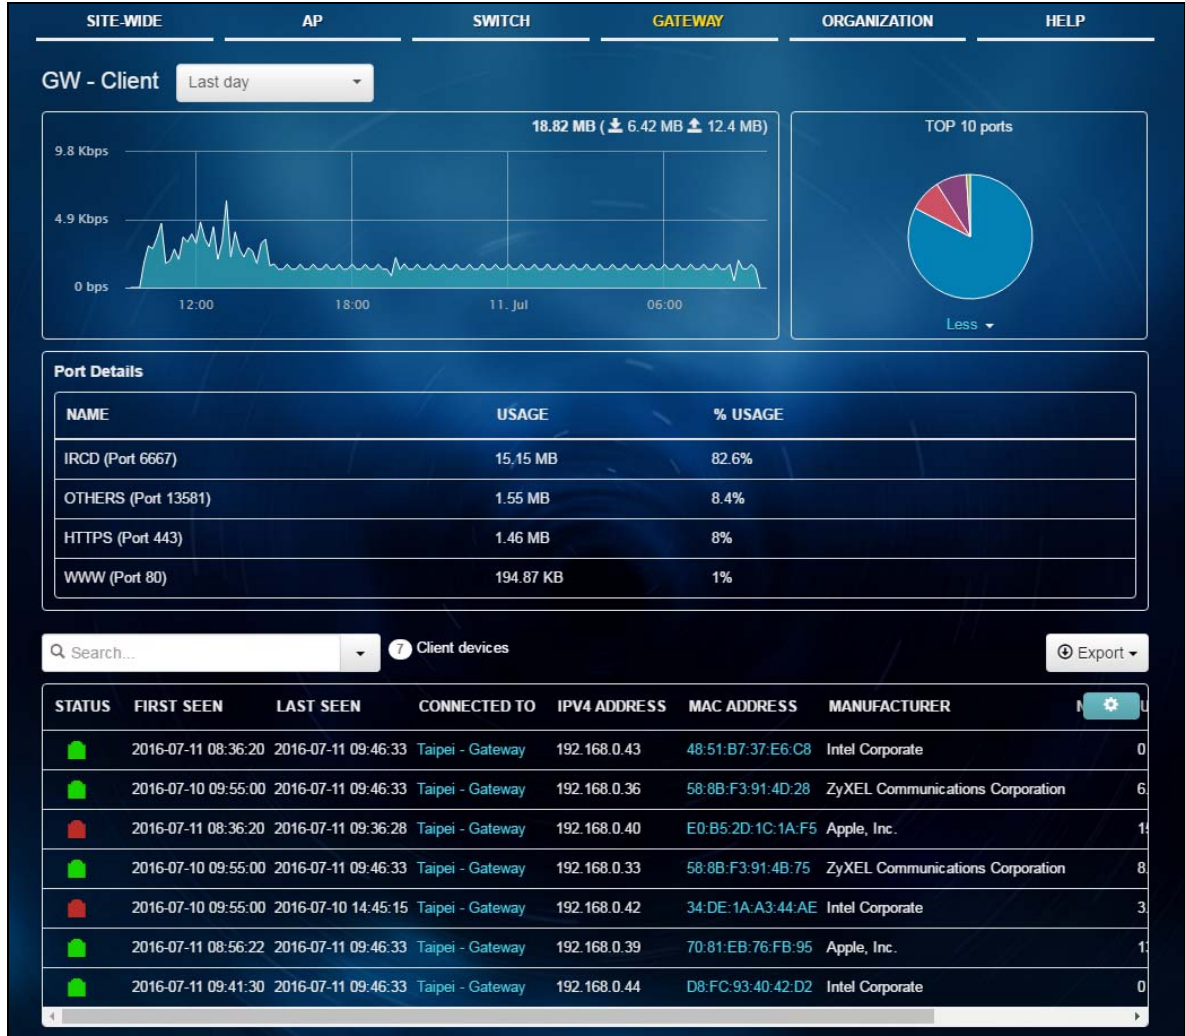 SITE-WIDE AP SWITCH GATEWAY ORGANIZATION HELP
GW - Client Last day
18.82 MB ( 6.42 MB 12.4 MB)
TOP 10 ports
9.8 Kbps
4.9 Kbps
0 bps
12:00 18:00 11. Jul 06:00
Less
Port Details
NAME USAGE % USAGE
IRCD (Port 6667) 15.15 MB 82.6%
OTHERS (Port 13581) 1.55 MB 8.4%
HTTPS (Port 443) 1.46 MB 8%
WWW (Port 80) 194.87 KB 1%
Search... 7 Client devices Export
STATUS FIRST SEEN LAST SEEN CONNECTED TO IPV4 ADDRESS MAC ADDRESS MANUFACTURER
2016-07-11 08:36:20 2016-07-11 09:46:33 Taipei - Gateway 192.168.0.43 48:51:B7:37:E6:C8 Intel Corporate 0
2016-07-10 09:55:00 2016-07-11 09:46:33 Taipei - Gateway 192.168.0.36 58:8B:F3:91:4D:28 ZyXEL Communications Corporation 6.
2016-07-11 08:36:20 2016-07-11 09:36:28 Taipei - Gateway 192.168.0.40 E0:B5:2D:1C:1A:F5 Apple, Inc.
2016-07-10 09:55:00 2016-07-11 09:46:33 Taipei - Gateway 192.168.0.33 58:8B:F3:91:4B:75 ZyXEL Communications Corporation 8.
2016-07-10 09:55:00 2016-07-10 14:45:15 Taipei - Gateway 192.168.0.42 34:DE:1A:A3:44:AE Intel Corporate 3.
2016-07-11 08:56:22 2016-07-11 09:46:33 Taipei - Gateway 192.168.0.39 70:81:EB:76:FB:95 Apple, Inc.
2016-07-11 09:41:30 2016-07-11 09:46:33 Taipei - Gateway 192.168.0.44 D8:FC:93:40:42:D2 Intel Corporate 0